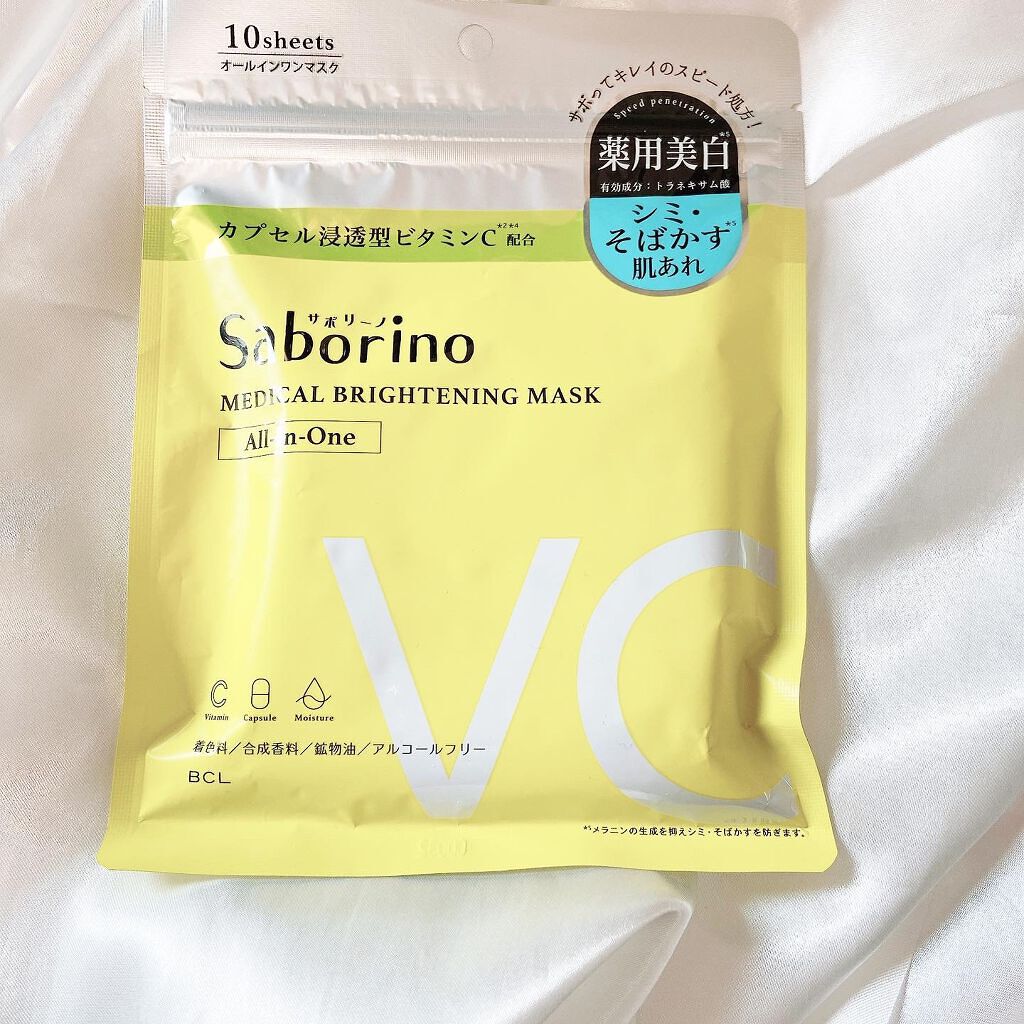 10sheets
オールインワンマスク
サボってキレイのスピード処方!
Speed penetration
薬用美白*5
有効成分:トラネキサム酸
シミ・
そばかす*5
肌あれ
カプセル浸透型ビタミンC*2*4 配合
サボリーノ
Saborino
MEDICAL BRIGHTENING MASK
All-in-One
VC
Vitamin Capsule Moisture
着色料/合成香料/鉱物油/アルコールフリー
BCL
*5メラニンの生成を抑えシミ・そばかすを防ぎます。